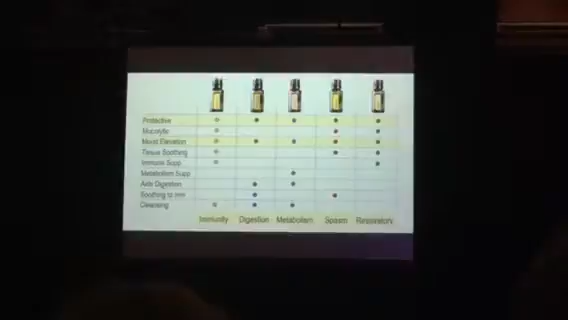 Protective
Mucolytic
Mood Elevation
Tissue Soothing
Immune Supp
Metabolism Supp
Aids Digestion
Soothing to
Cleansing
Immunity Digestion Metabolism Spasm Respiratory